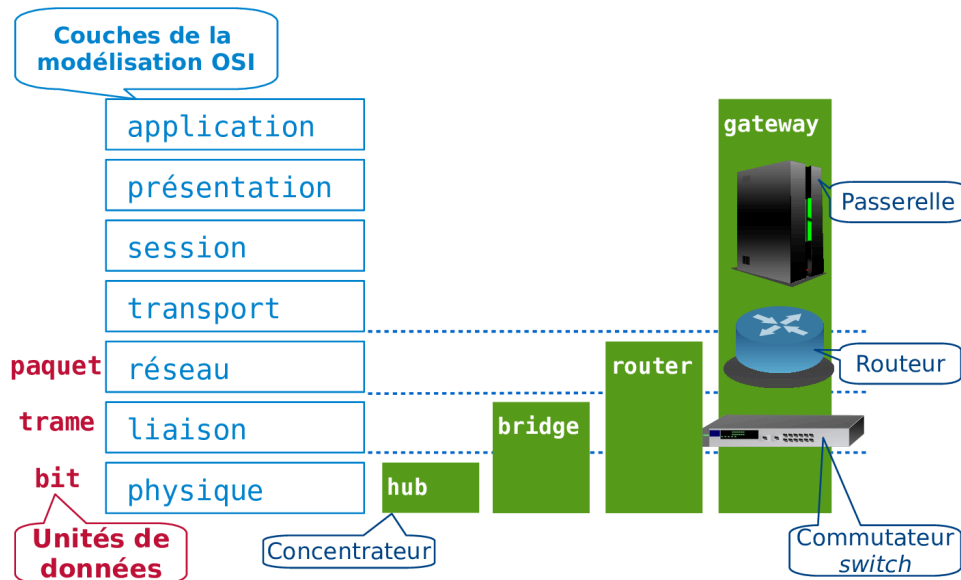 Couches de la
modélisation OSI
application
présentation
session
transport
paquet
réseau
trame
liaison
bit
physique
Unités de
données
hub
Concentrateur
bridge
router
gateway
Passerelle
Routeur
Commutateur
switch